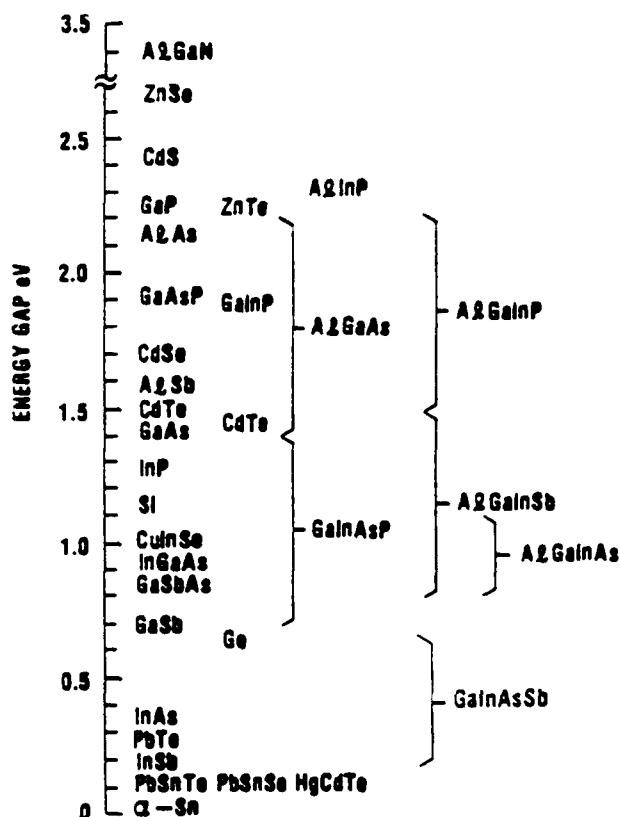 3.5
AℓGaN
ZnSe
2.5
CdS
AℓInP
GaP ZnTe
AℓAs
2.0
GaAsP GaInP
AℓGaAs AℓGaInP
CdSe
AℓSb
1.5 CdTe
GaAs CdTe
InP
SI AℓGaInSb
GaInAsP
1.0 CuInSe
InGaAs AℓGaInAs
GaSbAs
GaSb Ge
0.5
GaInAsSb
InAs
PbTe
InSb
PbSnTe PbSnSe HgCdTe
0 α-Sn
ENERGY GAP eV